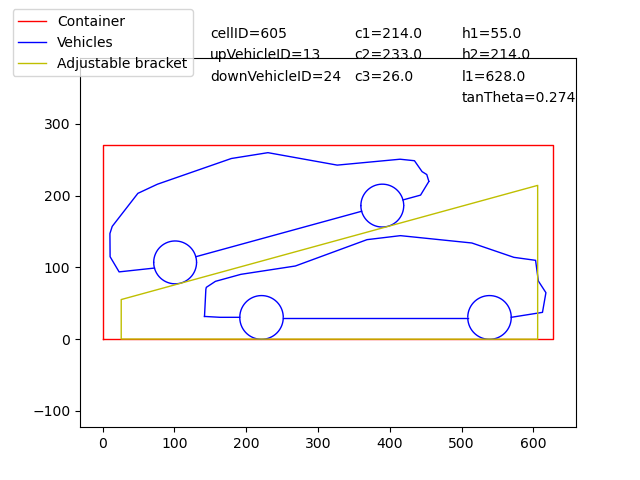 Container
Vehicles
Adjustable bracket
cellID=605 c1=214.0 h1=55.0
upVehicleID=13 c2=233.0 h2=214.0
downVehicleID=24 c3=26.0 l1=628.0
tanTheta=0.274
300
200
100
0
−100
0 100 200 300 400 500 600